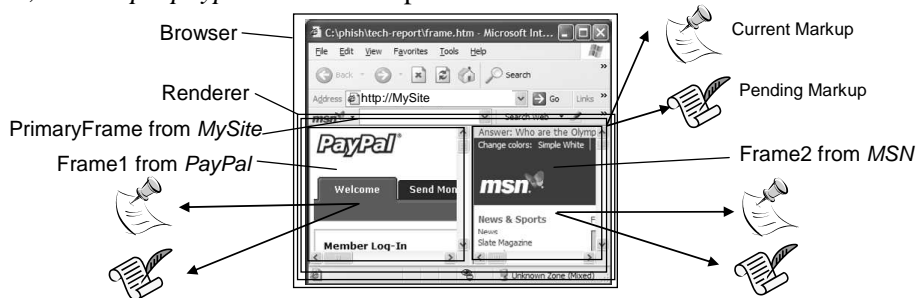 Browser
C:\phish\tech-report\frame.htm - Microsoft Int...
Current Markup
File Edit View Favorites Tools Help
Back Search »
Renderer
Address http://MySite Go Links »
Pending Markup
PrimaryFrame from MySite
msn Search Web »
Frame1 from PayPal
PayPal
Answer: Who are the Olymp
Change colors: Simple White
Frame2 from MSN
msn
Welcome Send Mon
News & Sports F
News
Slate Magazine
Member Log-In
Unknown Zone (Mixed)